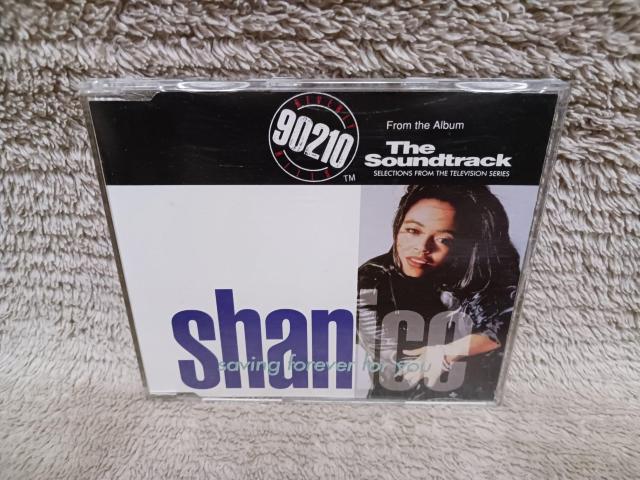 BEVERLY
90210
HILLS
TM
From the Album
The
Soundtrack
SELECTIONS FROM THE TELEVISION SERIES
shanice
saving forever for you